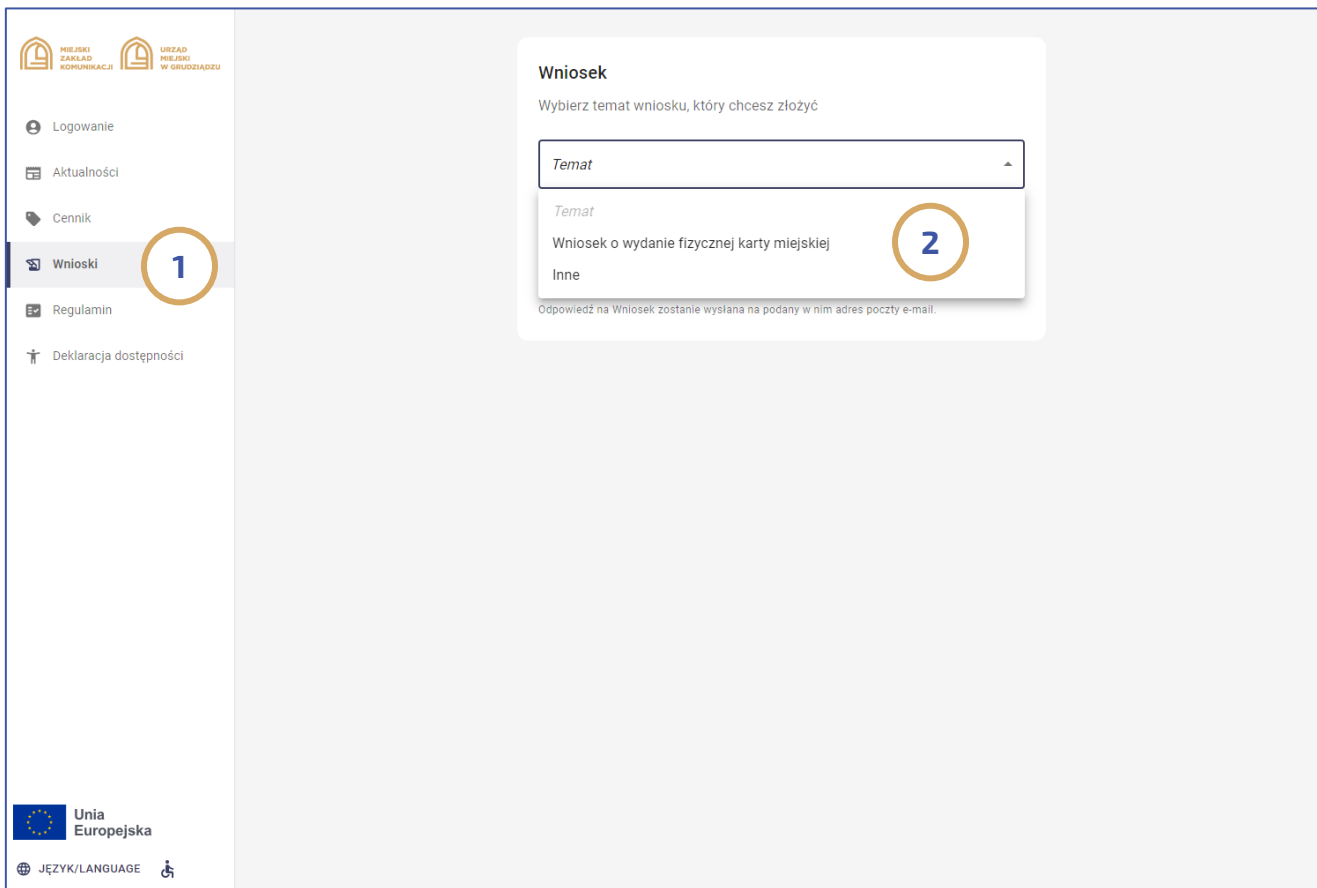 MIEJSKI
ZAKŁAD
KOMUNIKACJI
URZĄD
MIEJSKI
W GRUDZIĄDZU
Logowanie
Aktualności
Cennik
Wnioski
1
Regulamin
Deklaracja dostępności
Unia
Europejska
JĘZYK/LANGUAGE
Wniosek
Wybierz temat wniosku, który chcesz złożyć
Temat
Temat
Wniosek o wydanie fizycznej karty miejskiej
2
Inne
Odpowiedź na Wniosek zostanie wysłana na podany w nim adres poczty e-mail.